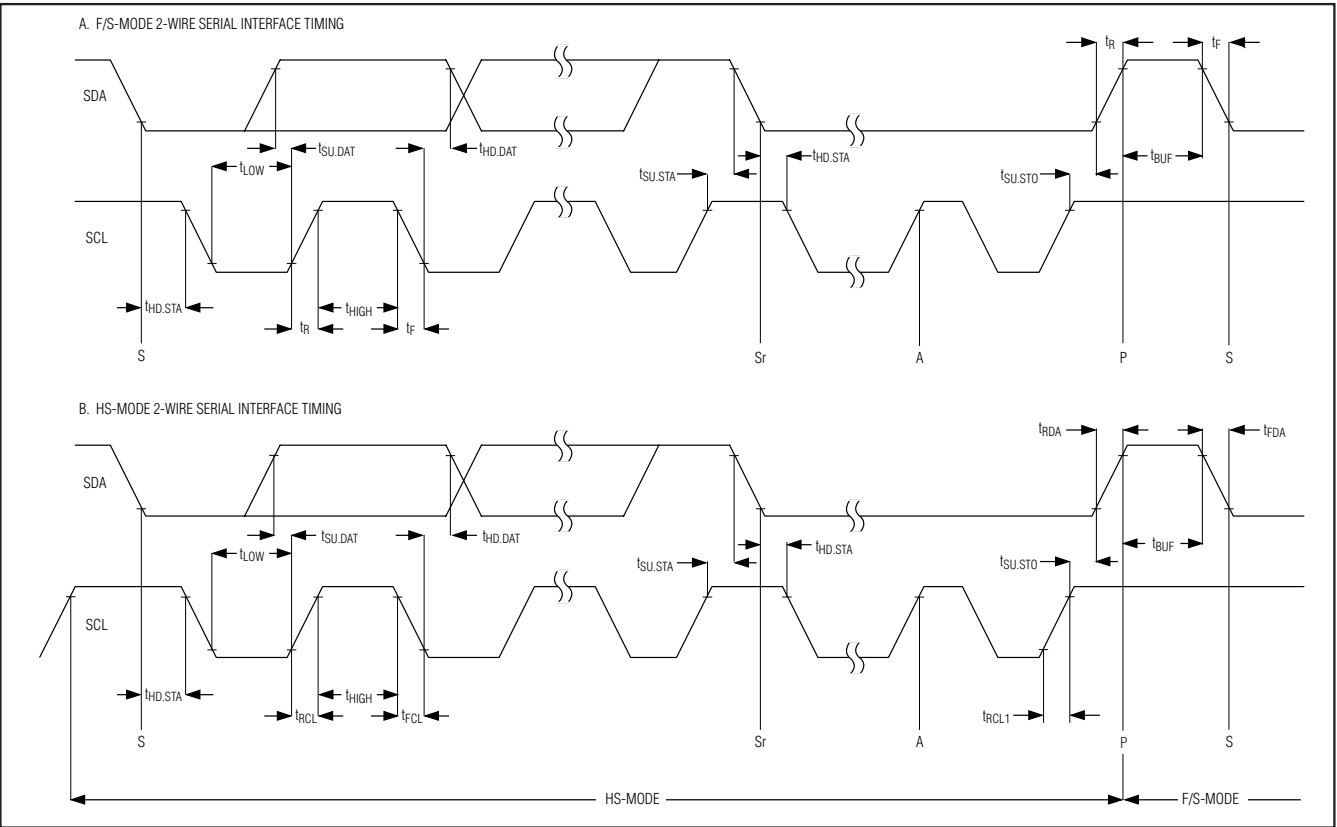 A. F/S-MODE 2-WIRE SERIAL INTERFACE TIMING
tR
tF
SDA
tSU.DAT
tHD.DAT
tLOW
tHD.STA
tBUF
tSU.STA
tSU.STO
SCL
tHD.STA
tHIGH
tR
tF
S
Sr
A
P
S
B. HS-MODE 2-WIRE SERIAL INTERFACE TIMING
tRDA
tFDA
SDA
tSU.DAT
tHD.DAT
tLOW
tHD.STA
tBUF
tSU.STA
tSU.STO
SCL
tHD.STA
tHIGH
tRCL
tFCL
tRCL1
S
Sr
A
P
S
HS-MODE
F/S-MODE